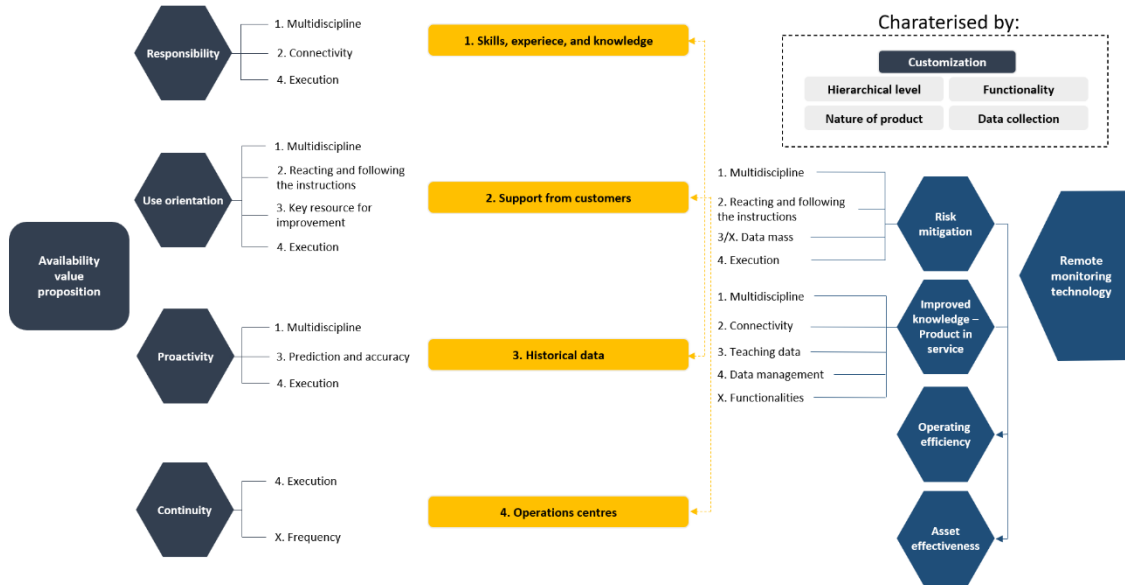 Charaterised by:
Customization
Hierarchical level
Functionality
Nature of product
Data collection
Availability
value
proposition
Responsibility
1. Multidiscipline
2. Connectivity
4. Execution
Use orientation
1. Multidiscipline
2. Reacting and following
the instructions
3. Key resource for
improvement
4. Execution
Proactivity
1. Multidiscipline
3. Prediction and accuracy
4. Execution
Continuity
4. Execution
X. Frequency
1. Skills, experiece, and knowledge
2. Support from customers
3. Historical data
4. Operations centres
1. Multidiscipline
2. Reacting and following
the instructions
3/X. Data mass
4. Execution
Risk
mitigation
1. Multidiscipline
2. Connectivity
3. Teaching data
4. Data management
X. Functionalities
Improved
knowledge –
Product in
service
Operating
efficiency
Asset
effectiveness
Remote
monitoring
technology